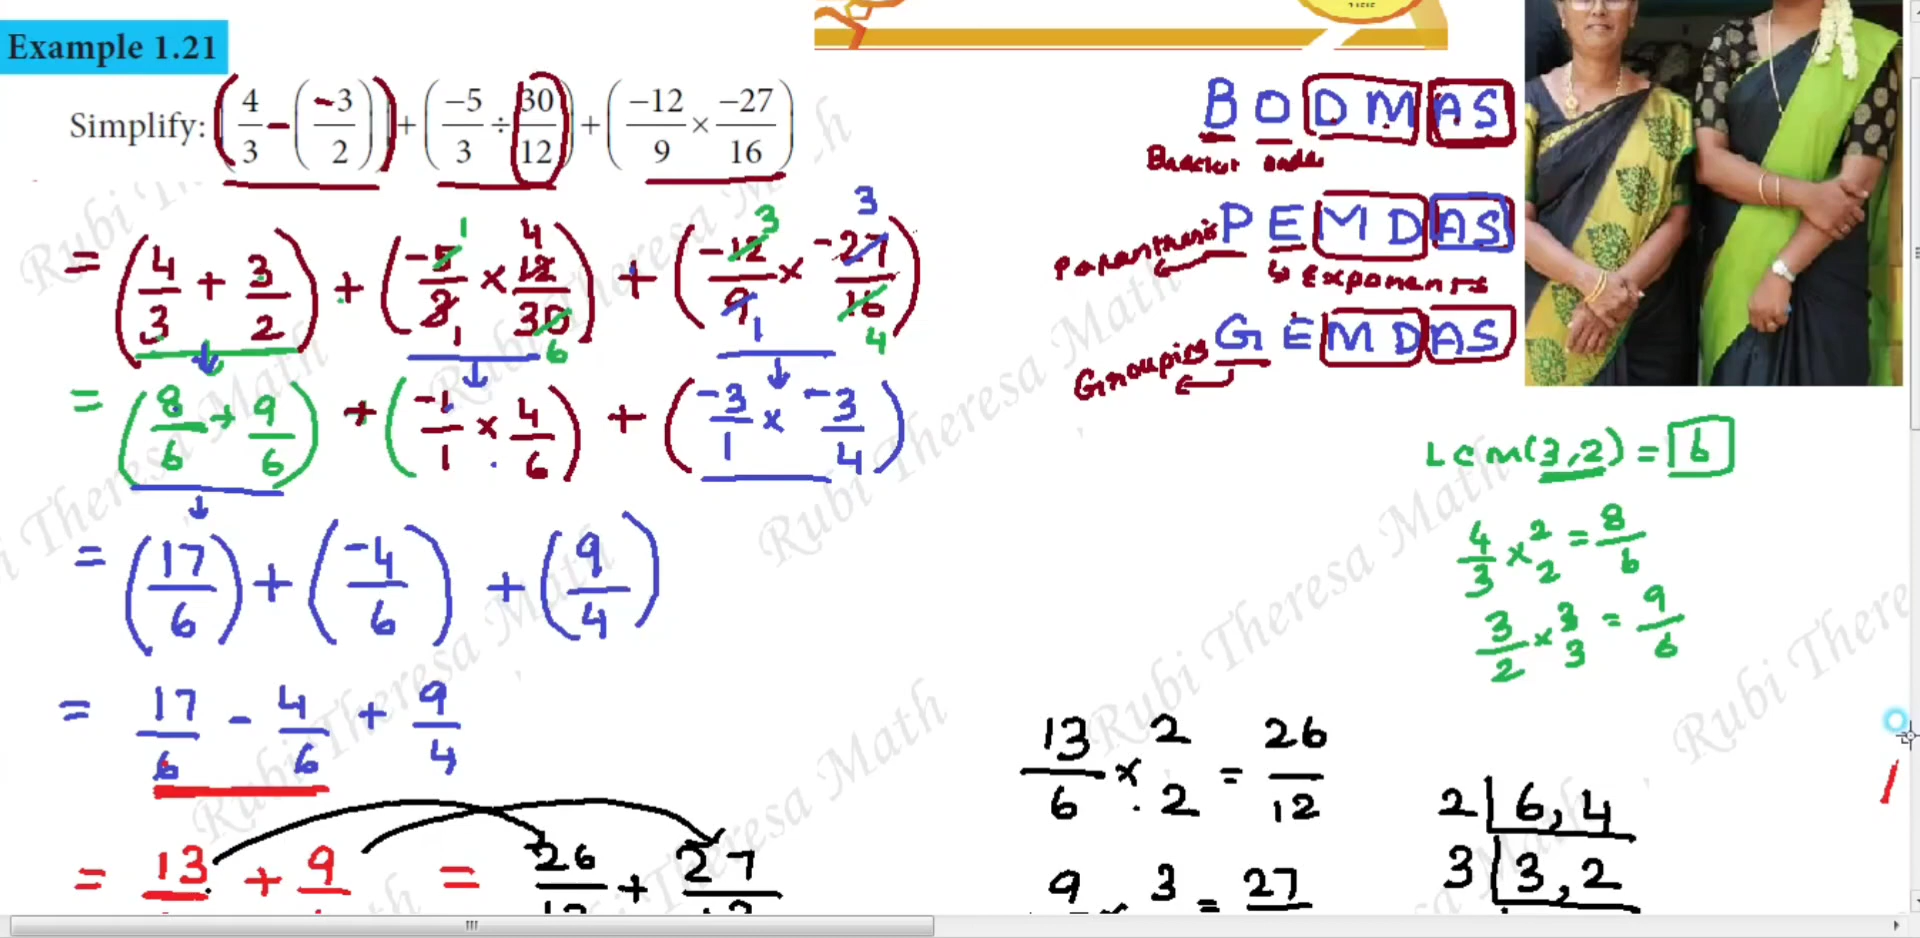 Example 1.21
Simplify: (4/3 - (-3/2)) + (-5/3 ÷ 30/12) + (-12/9 × -27/16)
= (4/3 + 3/2) + (-5/3 × 12/30) + (-12/9 × -27/16)
1 4 3 3
1 6 1 4
= (8/6 + 9/6) + (-1/1 × 4/6) + (-3/1 × -3/4)
= (17/6) + (-4/6) + (9/4)
= 17/6 - 4/6 + 9/4
= 13 + 9 = 26 + 27
BODMAS
Bracket
PEMDAS
Exponents
GEMDAS
LCM(3,2) = 6
4/3 × 2/2 = 8/6
3/2 × 3/3 = 9/6
13/6 × 2/2 = 26/12
9 × 3 = 27
2 | 6, 4
3 | 3, 2
Rubi Theresa Math